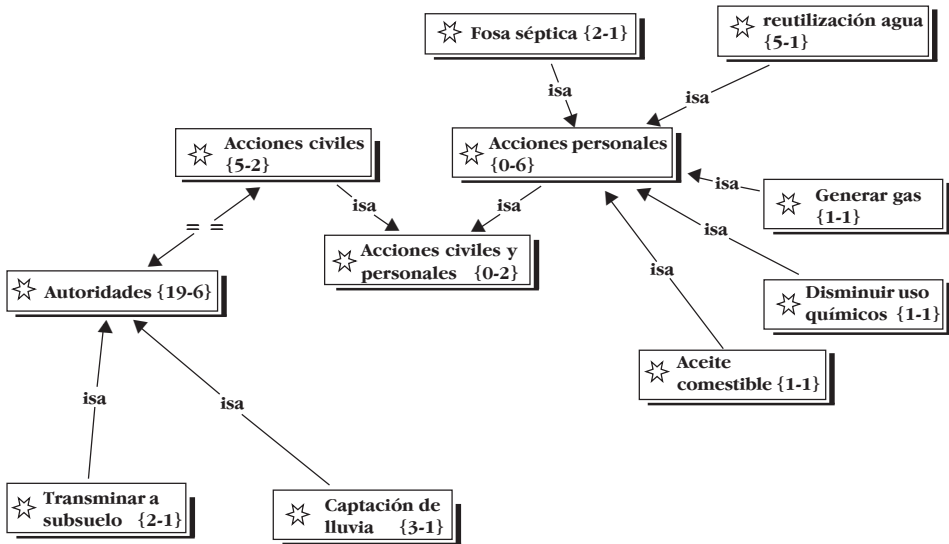 Fosa séptica {2-1}
reutilización agua
{5-1}
isa
isa
Acciones civiles
{5-2}
Acciones personales
{0-6}
isa
Generar gas
{1-1}
isa
isa
isa
= =
Acciones civiles y
personales {0-2}
isa
Autoridades {19-6}
Disminuir uso
químicos {1-1}
Aceite
comestible {1-1}
isa
isa
Transminar a
subsuelo {2-1}
Captación de
lluvia {3-1}